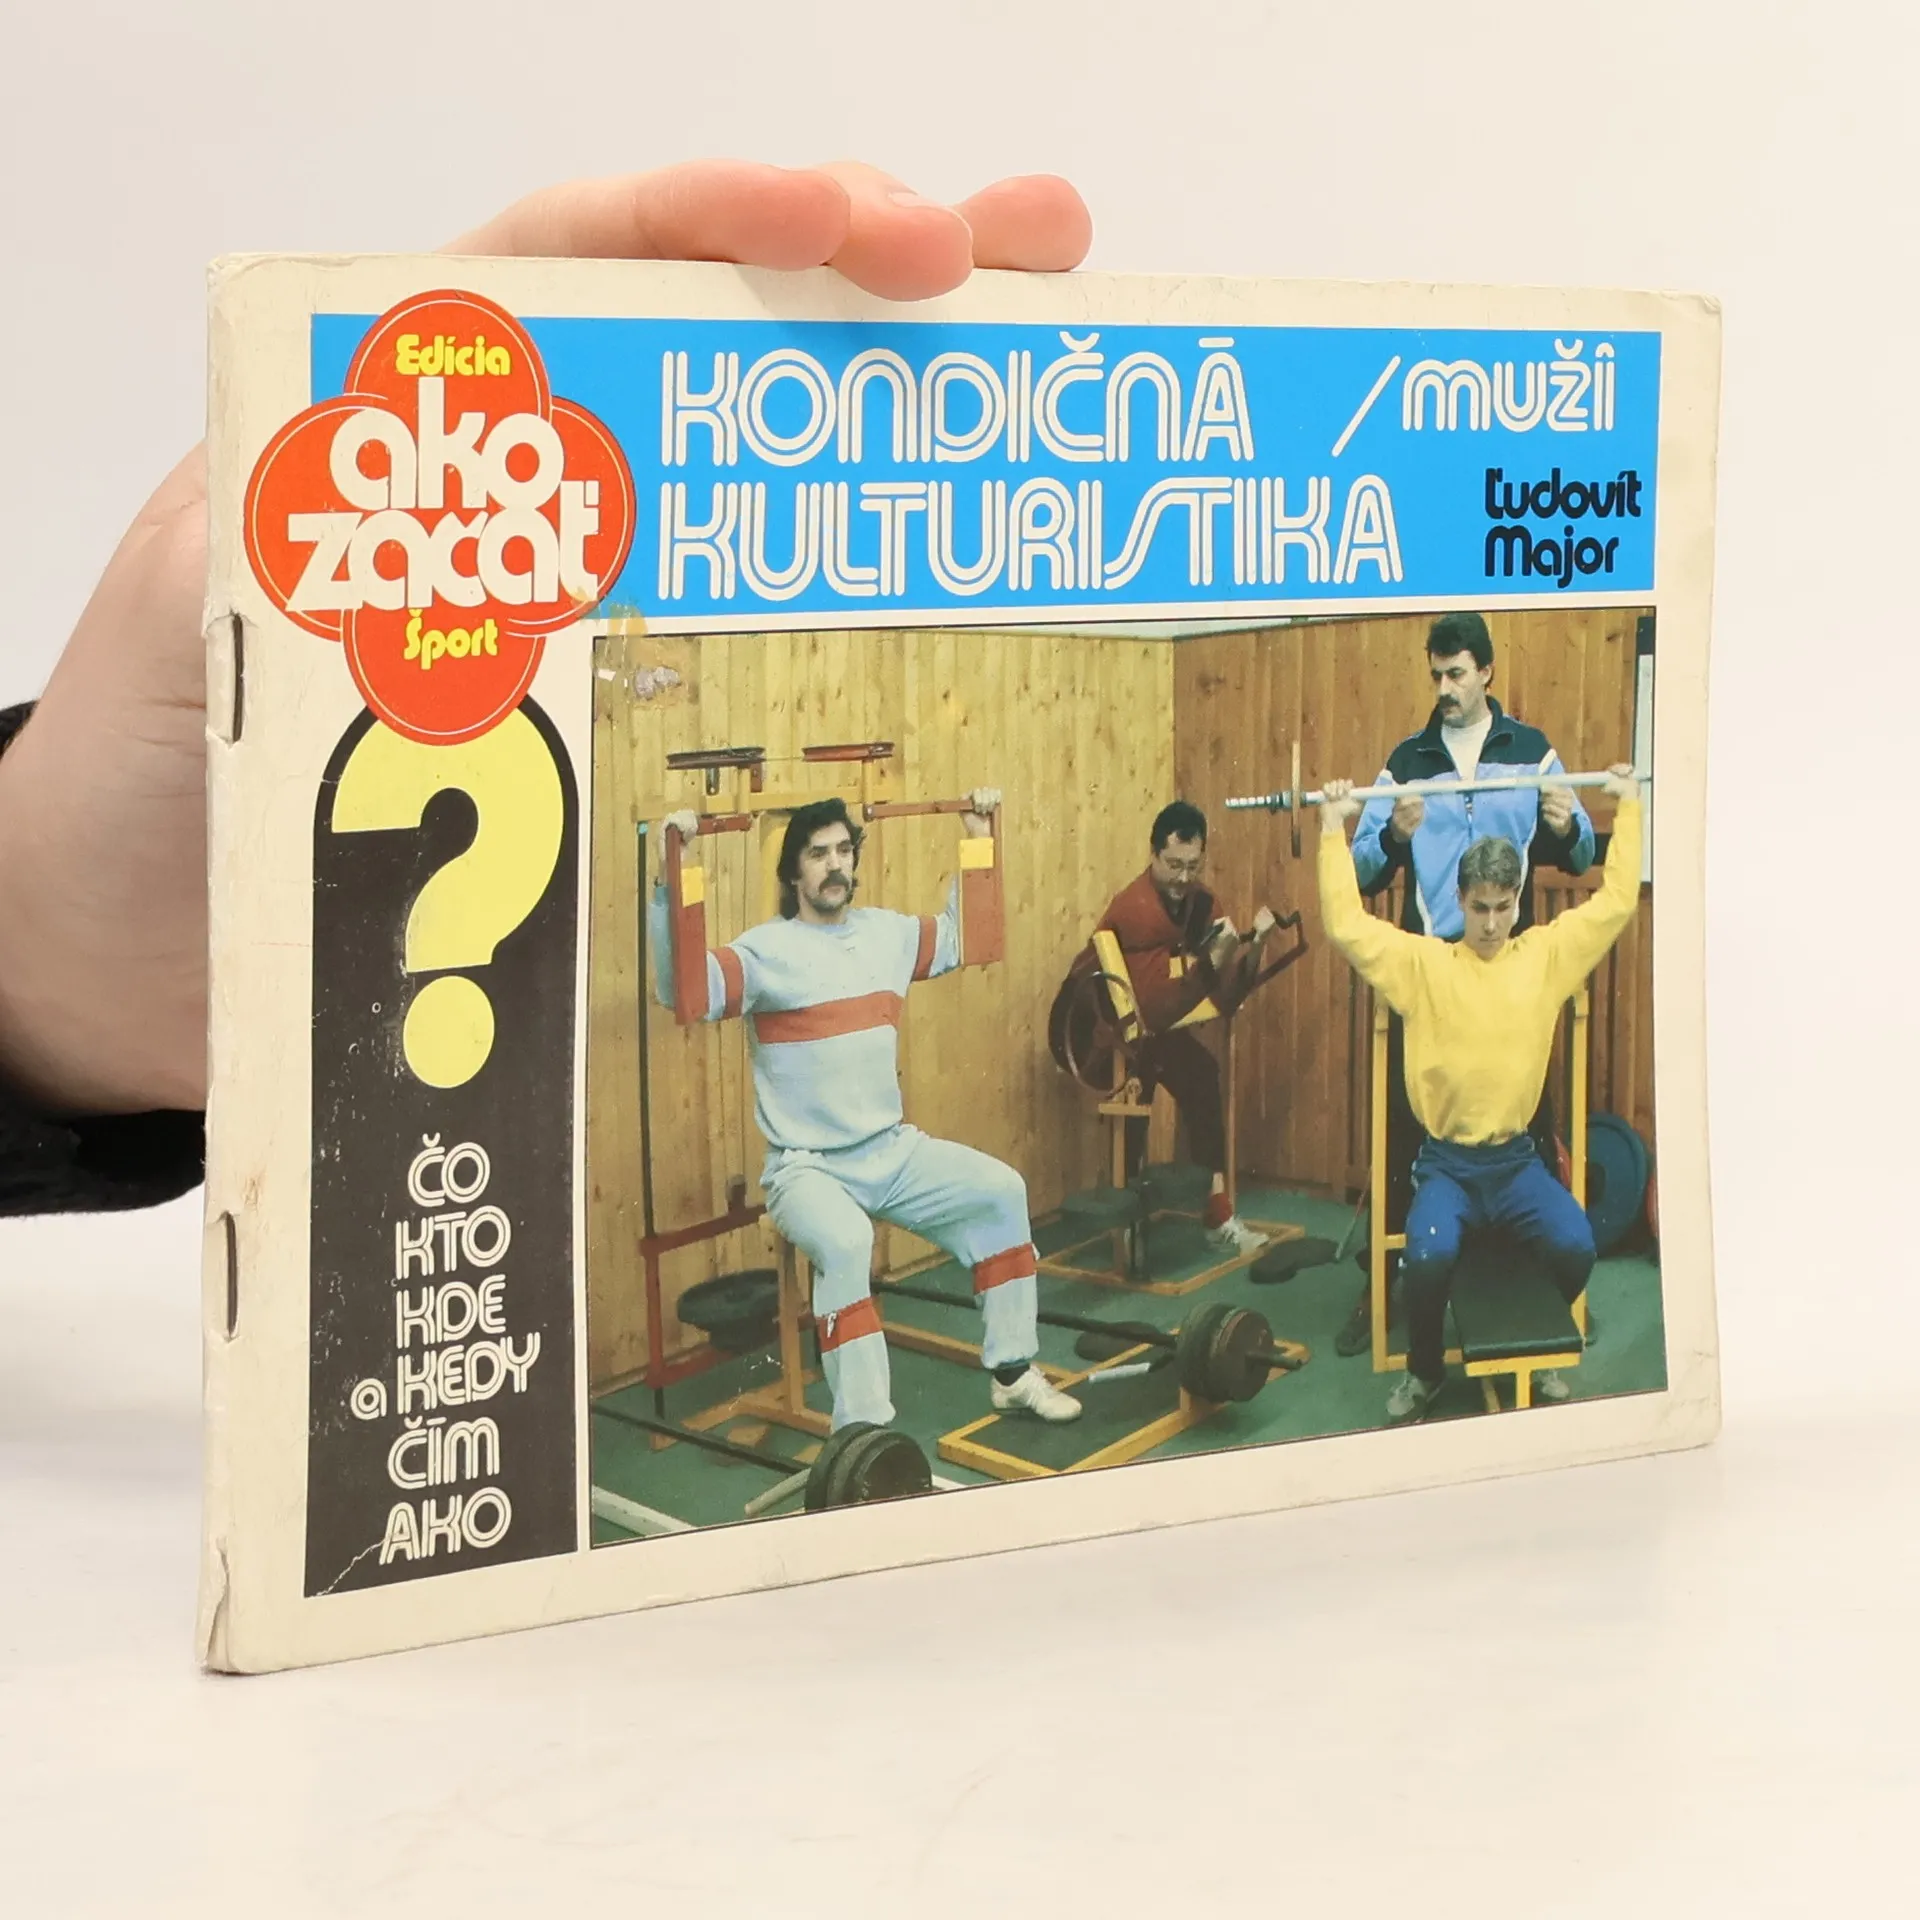 Edícia
ako
začať
Šport
KONDIČNÁ / MUŽI
KULTURISTIKA
Ľudovít
Major
?
ČO
KTO
KDE
a KEDY
ČÍM
AKO